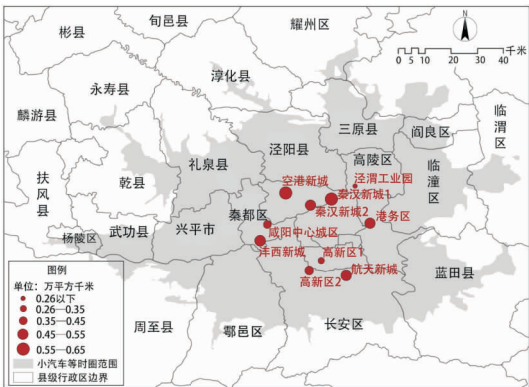 彬县
旬邑县
耀州区
N
0 5 10 20 30 40
千米
永寿县
淳化县
麟游县
三原县
阎良区
临渭区
泾阳县
礼泉县
高陵区
临潼区
扶风县
乾县
空港新城
泾渭工业园
秦汉新城1
秦都区
秦汉新城2
港务区
杨陵区
武功县
兴平市
咸阳中心城区
沣西新城
高新区1
高新区2
航天新城
蓝田县
周至县
鄠邑区
长安区
图例
单位：万平方千米
0.26以下
0.26—0.35
0.35—0.45
0.45—0.55
0.55—0.65
小汽车等时圈范围
县级行政区边界